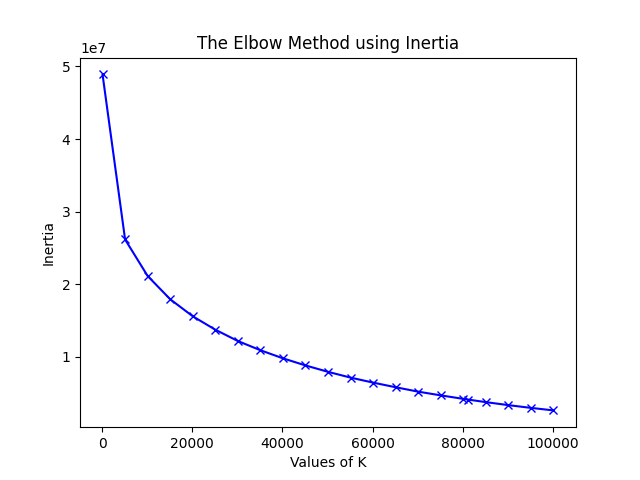 The Elbow Method using Inertia
1e7
5
4
3
2
1
Inertia
0 20000 40000 60000 80000 100000
Values of K